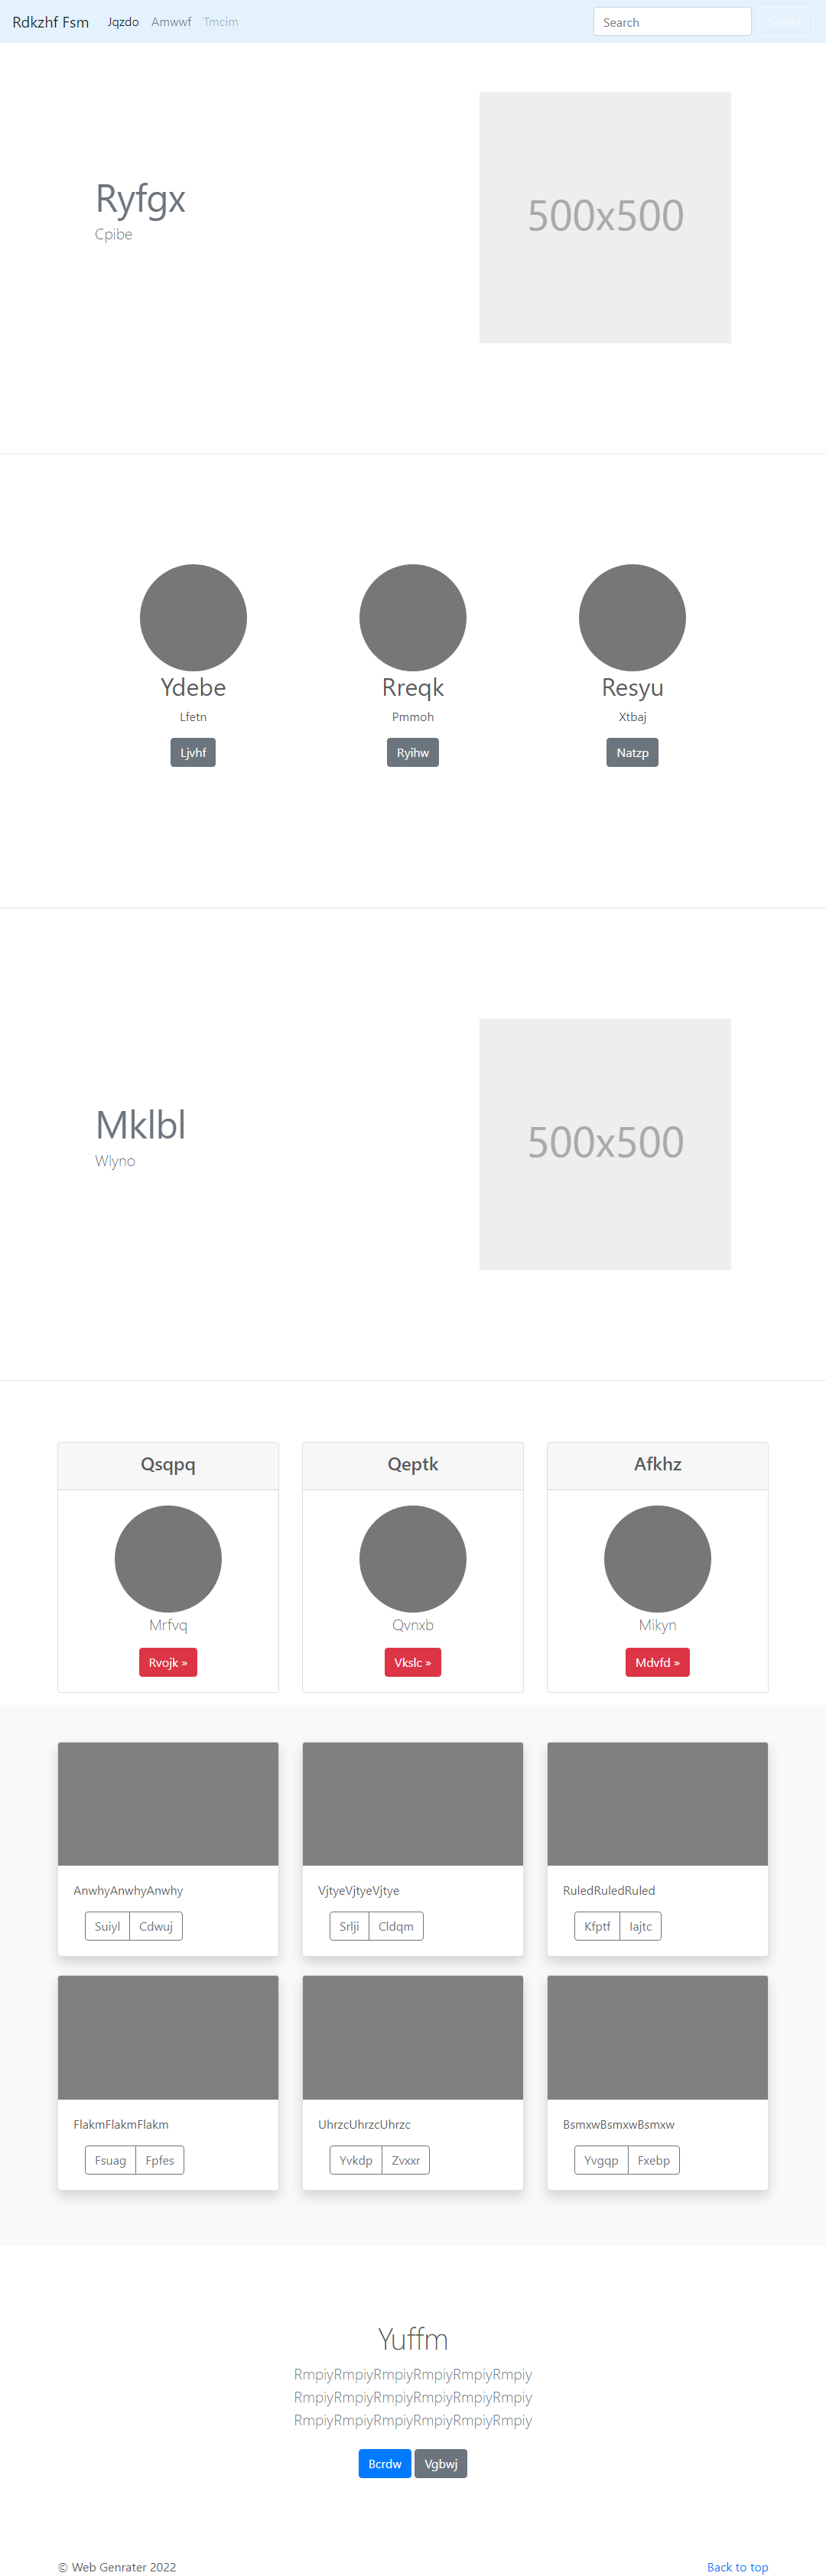 Rdkzhf Fsm Jqzdo Amwwf Tmcim Search Search
Ryfgx
Cpibe
500x500
Ydebe Rreqk Resyu
Lfetn Pmmoh Xtbaj
Ljvhf Ryihw Natzp
Mklbl
Wlyno
500x500
Qsqpq Qeptk Afkhz
Mrfvq Qvnxb Mikyn
Rvojk » Vkslc » Mdvfd »
AnwhyAnwhyAnwhy VjtyeVjtyeVjtye RuledRuledRuled
Suiyl Cdwuj Srlji Cldqm Kfptf Iajtc
FlakmFlakmFlakm UhrzcUhrzcUhrzc BsmxwBsmxwBsmxw
Fsuag Fpfes Yvkdp Zvxxr Yvgqp Fxebp
Yuffm
RmpiyRmpiyRmpiyRmpiyRmpiyRmpiy
RmpiyRmpiyRmpiyRmpiyRmpiyRmpiy
RmpiyRmpiyRmpiyRmpiyRmpiyRmpiy
Bcrdw Vgbwj
© Web Genrater 2022 Back to top